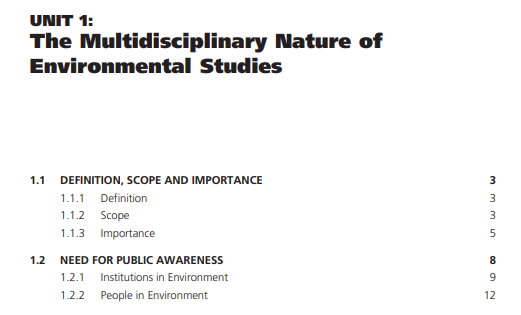 UNIT 1:
The Multidisciplinary Nature of
Environmental Studies
1.1 DEFINITION, SCOPE AND IMPORTANCE 3
1.1.1 Definition 3
1.1.2 Scope 3
1.1.3 Importance 5
1.2 NEED FOR PUBLIC AWARENESS 8
1.2.1 Institutions in Environment 9
1.2.2 People in Environment 12